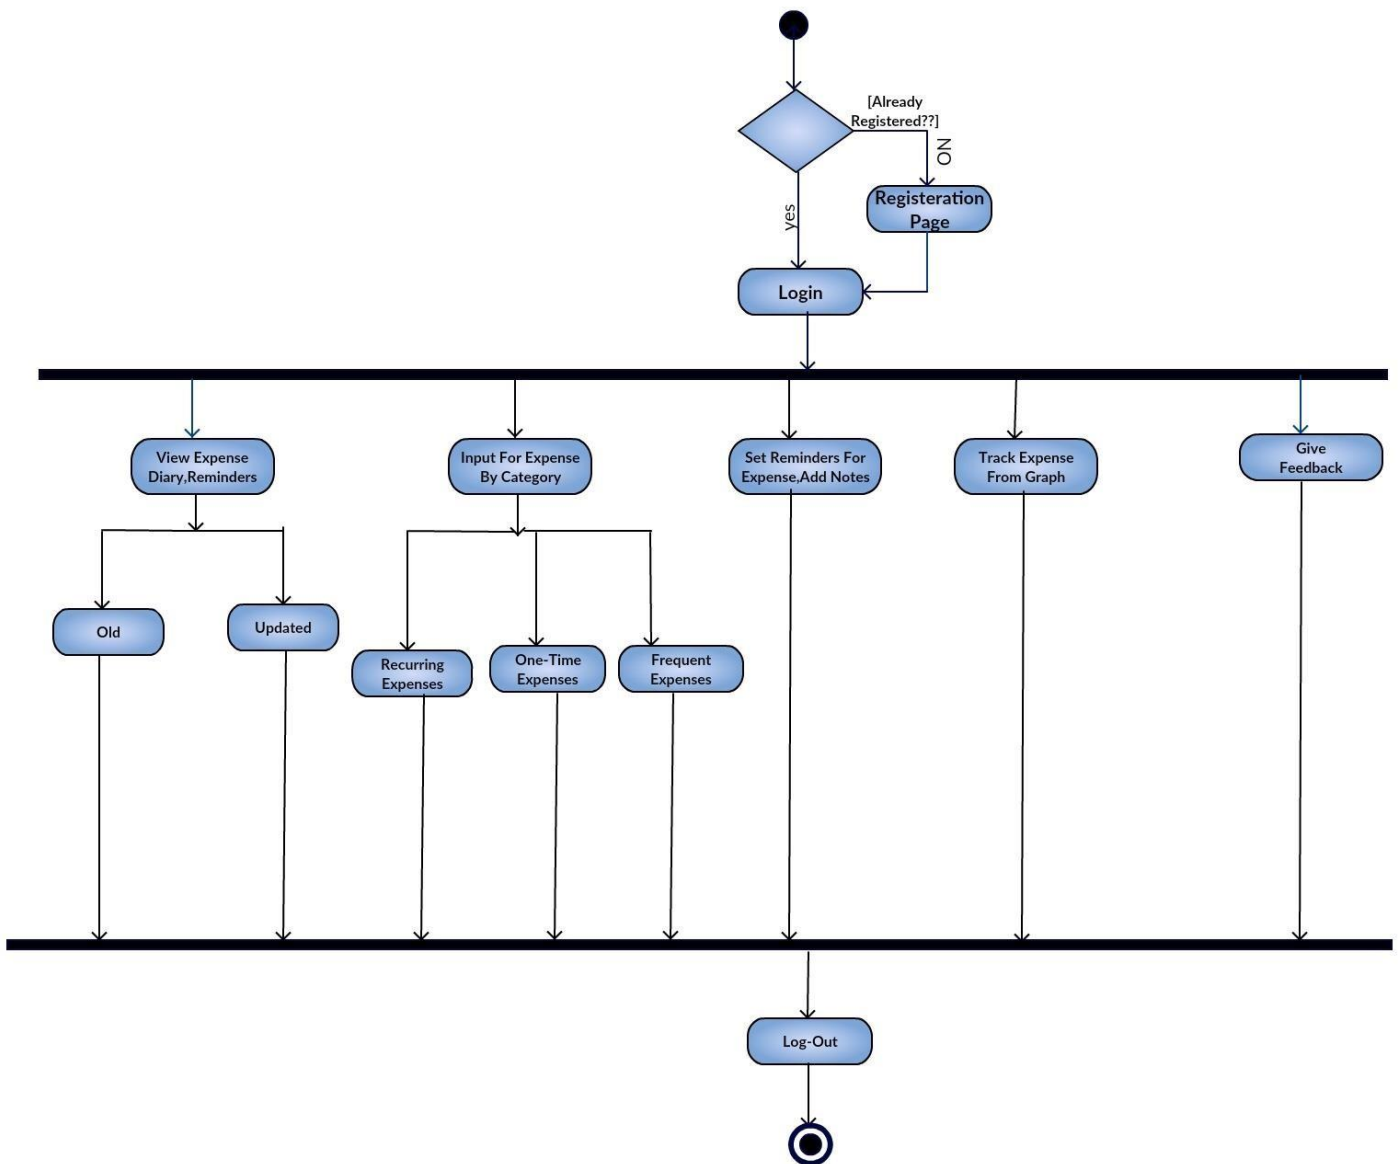 [Already
Registered??]
NO
yes
Registeration
Page
Login
View Expense
Diary,Reminders
Input For Expense
By Category
Set Reminders For
Expense,Add Notes
Track Expense
From Graph
Give
Feedback
Old
Updated
Recurring
Expenses
One-Time
Expenses
Frequent
Expenses
Log-Out